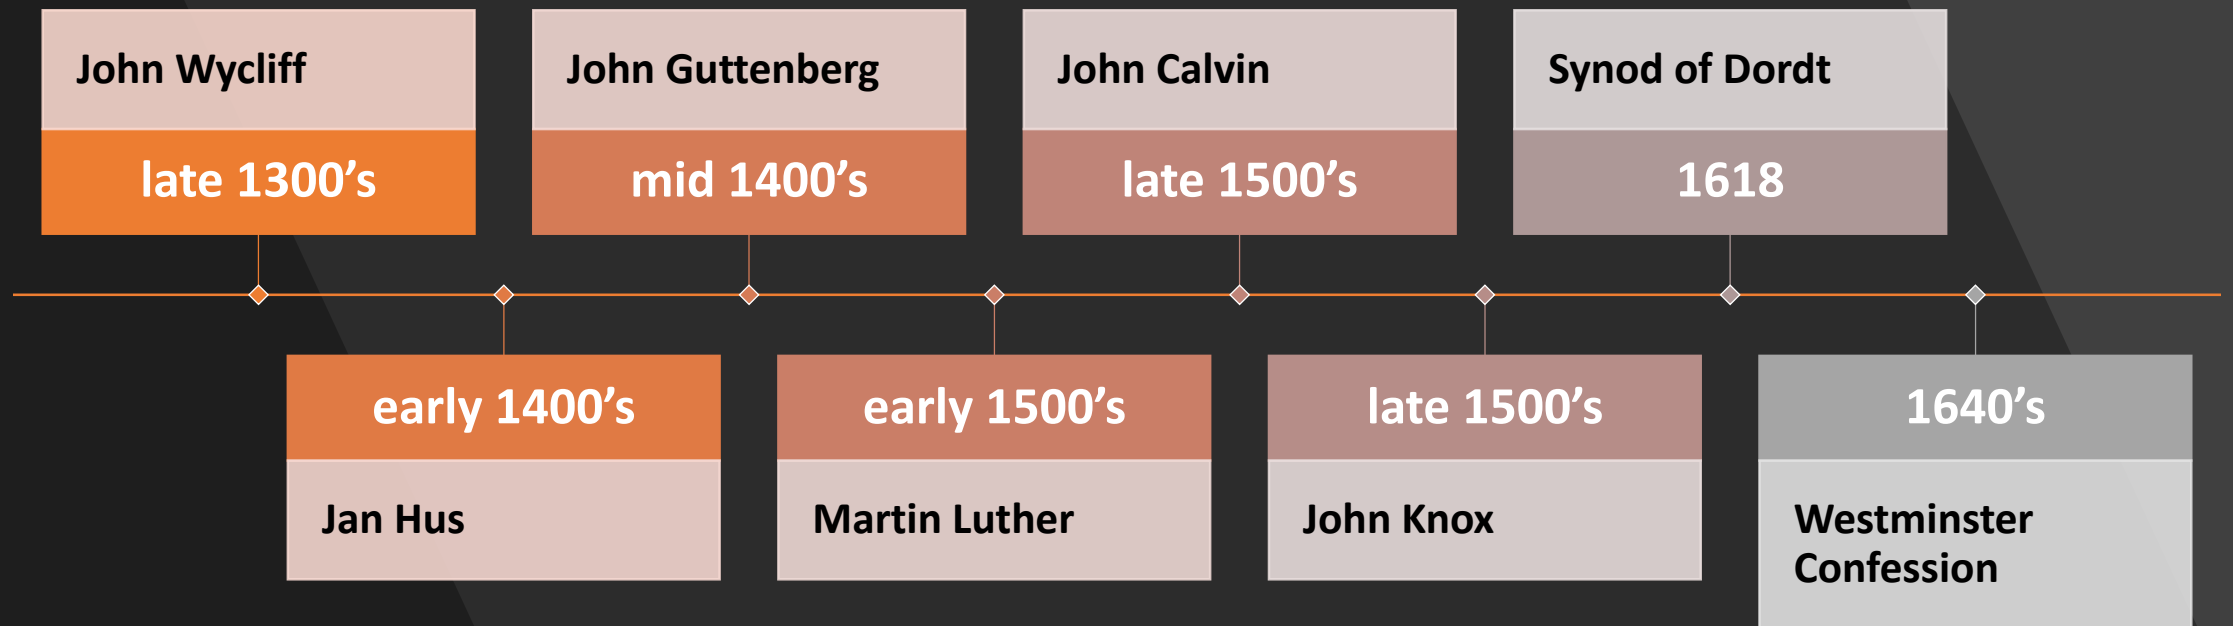 John Wycliff
late 1300’s
early 1400’s
Jan Hus
John Guttenberg
mid 1400’s
early 1500’s
Martin Luther
John Calvin
late 1500’s
late 1500’s
John Knox
Synod of Dordt
1618
1640’s
Westminster
Confession